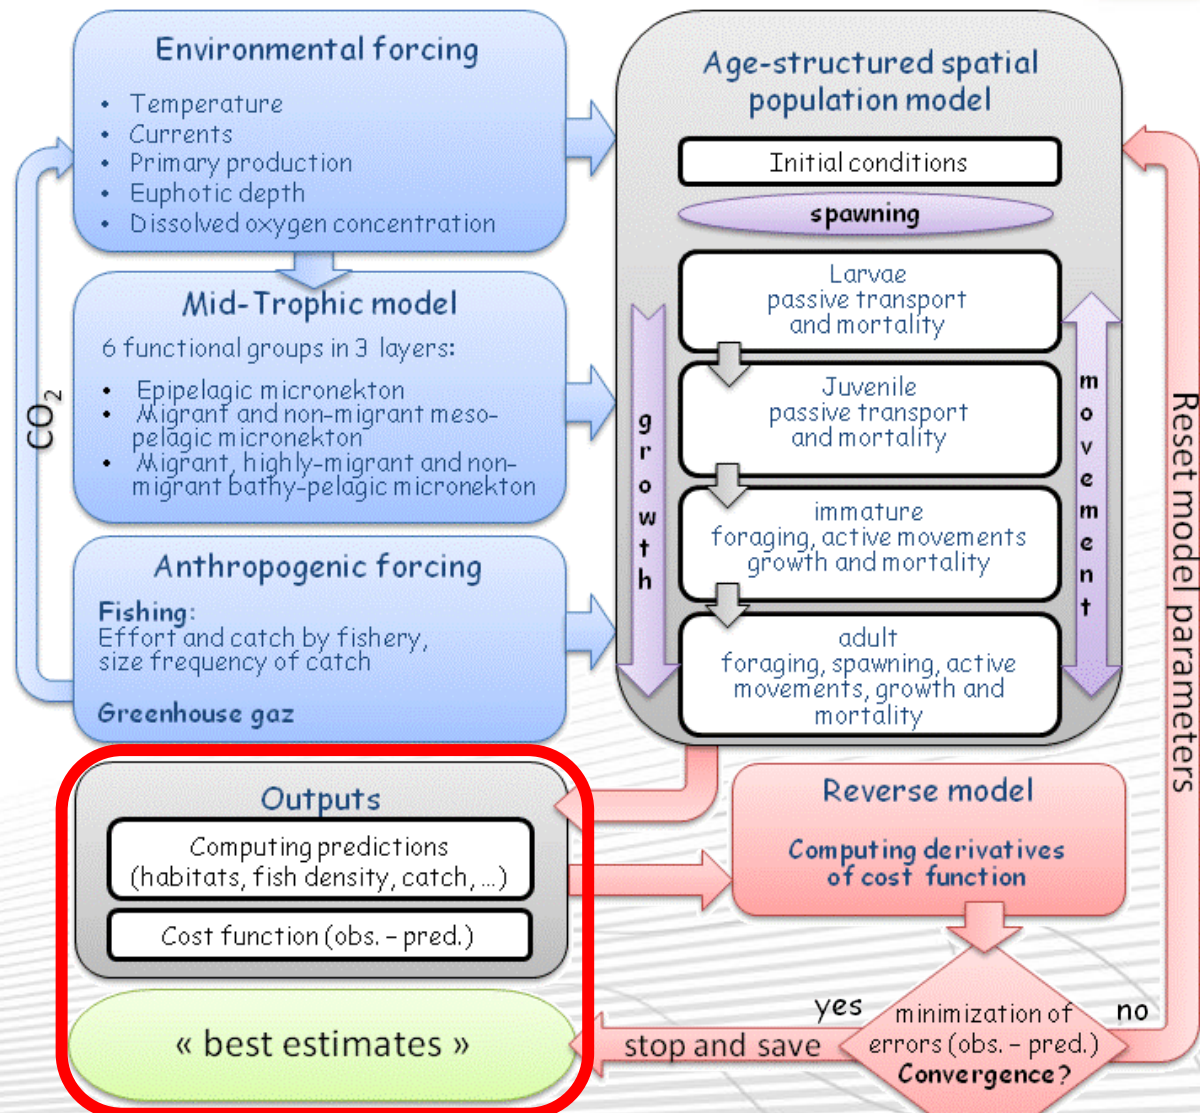 Environmental forcing
• Temperature
• Currents
• Primary production
• Euphotic depth
• Dissolved oxygen concentration
Mid-Trophic model
6 functional groups in 3 layers:
• Epipelagic micronekton
• Migrant and non-migrant meso-
pelagic micronekton
• Migrant, highly-migrant and non-
migrant bathy-pelagic micronekton
CO₂
Anthropogenic forcing
Fishing:
Effort and catch by fishery,
size frequency of catch
Greenhouse gaz
Age-structured spatial
population model
Initial conditions
spawning
Larvae
passive transport
and mortality
Juvenile
passive transport
and mortality
immature
foraging, active movements
growth and mortality
adult
foraging, spawning, active
movements, growth and
mortality
growth
movement
Reset model parameters
Outputs
Computing predictions
(habitats, fish density, catch, ...)
Cost function (obs. – pred.)
Reverse model
Computing derivatives
of cost function
minimization of
errors (obs. – pred.)
Convergence?
yes
no
stop and save
« best estimates »